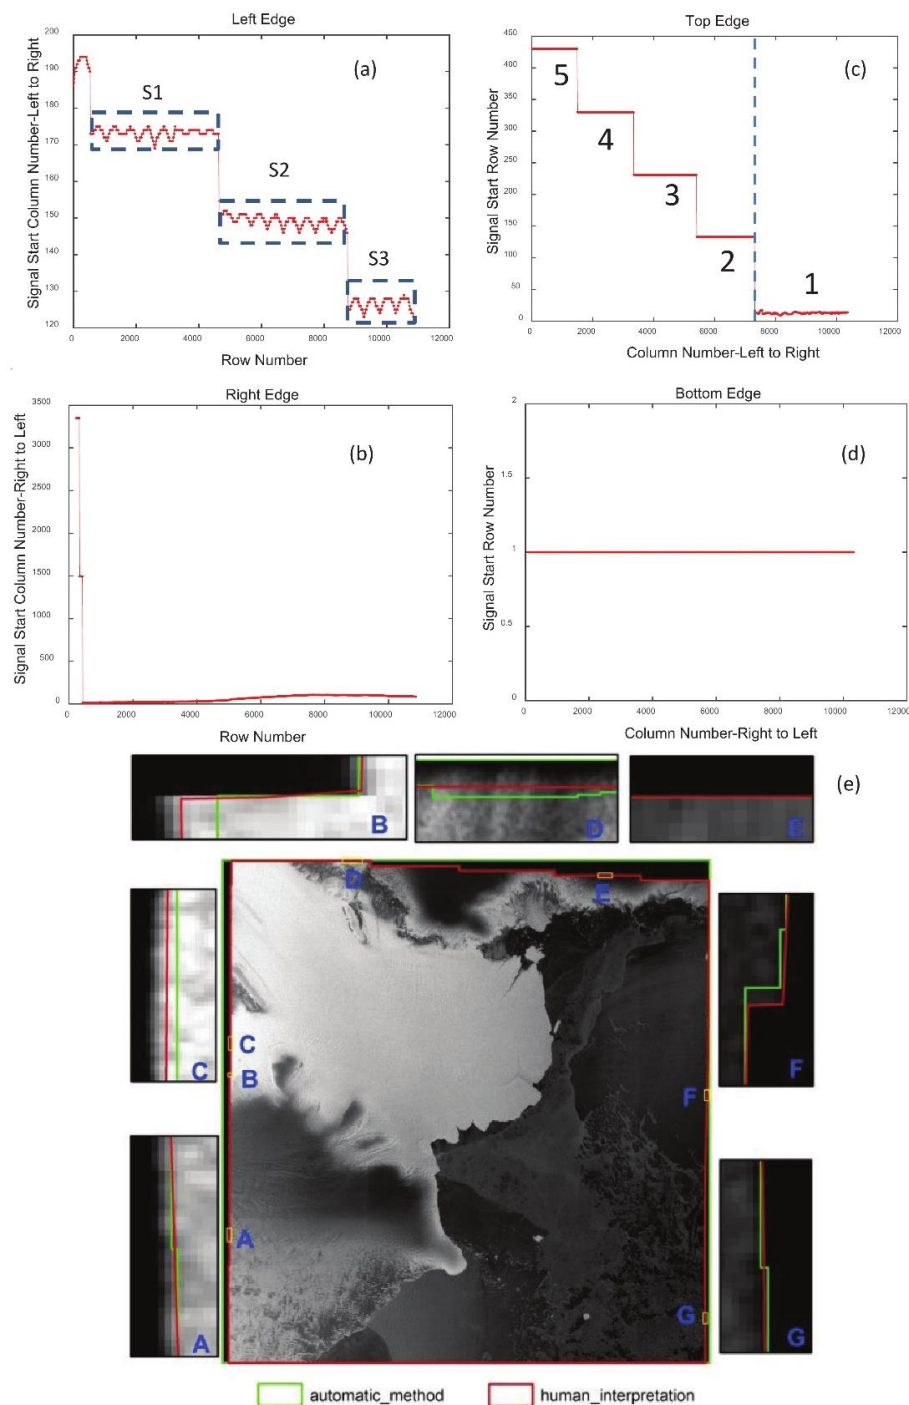 Left Edge
(a)
Signal Start Column Number-Left to Right
200
190
180
170
160
150
140
130
120
S1
S2
S3
0 2000 4000 6000 8000 10000 12000
Row Number
Top Edge
(c)
Signal Start Row Number
450
400
350
300
250
200
150
100
50
0
5
4
3
2
1
0 2000 4000 6000 8000 10000 12000
Column Number-Left to Right
Right Edge
(b)
Signal Start Column Number-Right to Left
3500
3000
2500
2000
1500
1000
500
0
0 2000 4000 6000 8000 10000 12000
Row Number
Bottom Edge
(d)
Signal Start Row Number
2
1.5
1
0.5
0
0 2000 4000 6000 8000 10000 12000
Column Number-Right to Left
(e)
B
D
E
D
E
C
C
B
F
F
A
A
G
G
automatic_method
human_interpretation